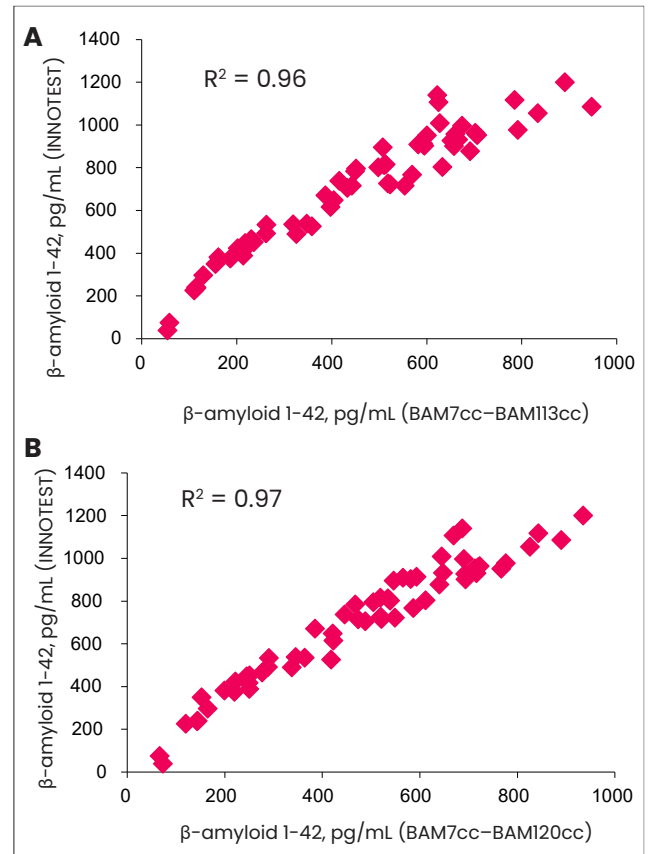 A
R² = 0.96
β-amyloid 1-42, pg/mL (INNOTEST)
1400
1200
1000
800
600
400
200
0
0 200 400 600 800 1000
β-amyloid 1-42, pg/mL (BAM7cc–BAM113cc)
B
R² = 0.97
β-amyloid 1-42, pg/mL (INNOTEST)
1400
1200
1000
800
600
400
200
0
0 200 400 600 800 1000
β-amyloid 1-42, pg/mL (BAM7cc–BAM120cc)